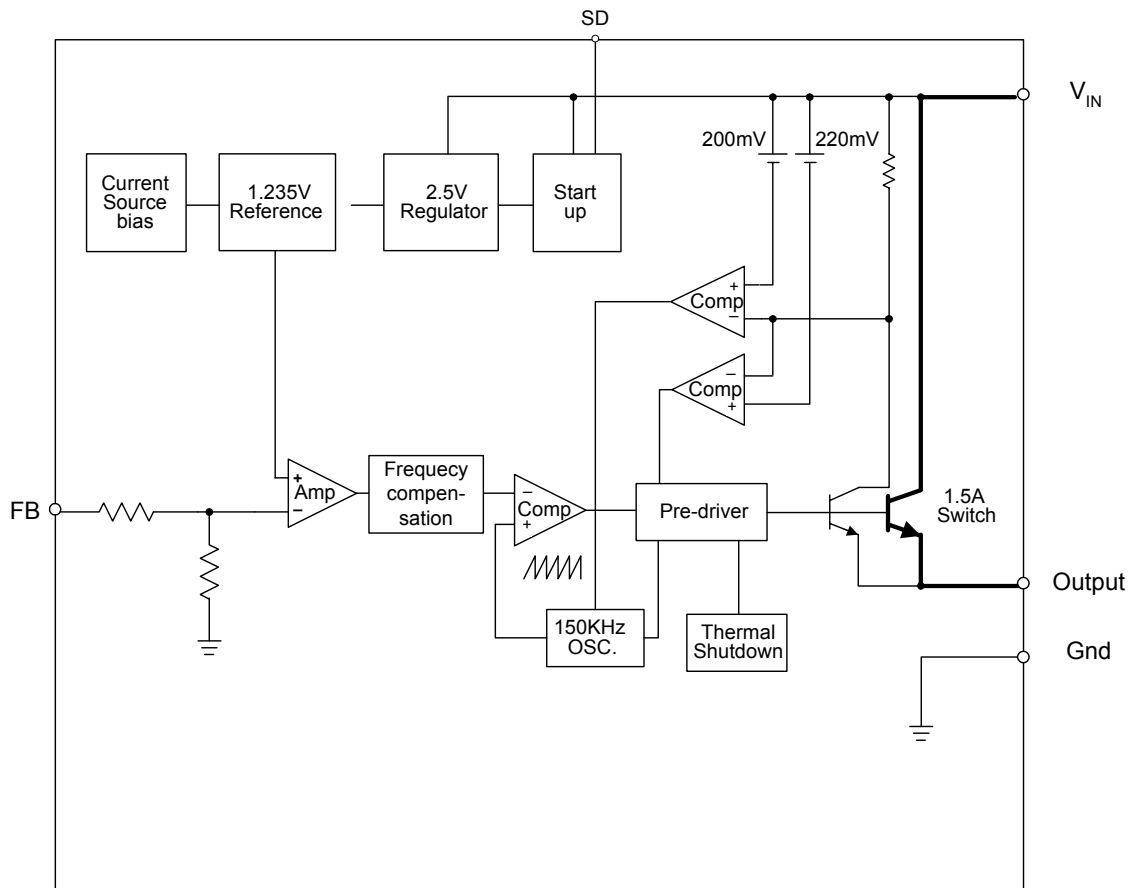 SD
V_IN
200mV
220mV
Current
Source
bias
1.235V
Reference
2.5V
Regulator
Start
up
+
Comp
−
−
Comp
+
FB
+
Amp
−
Frequecy
compen-
sation
−
Comp
+
Pre-driver
1.5A
Switch
150KHz
OSC.
Thermal
Shutdown
Output
Gnd